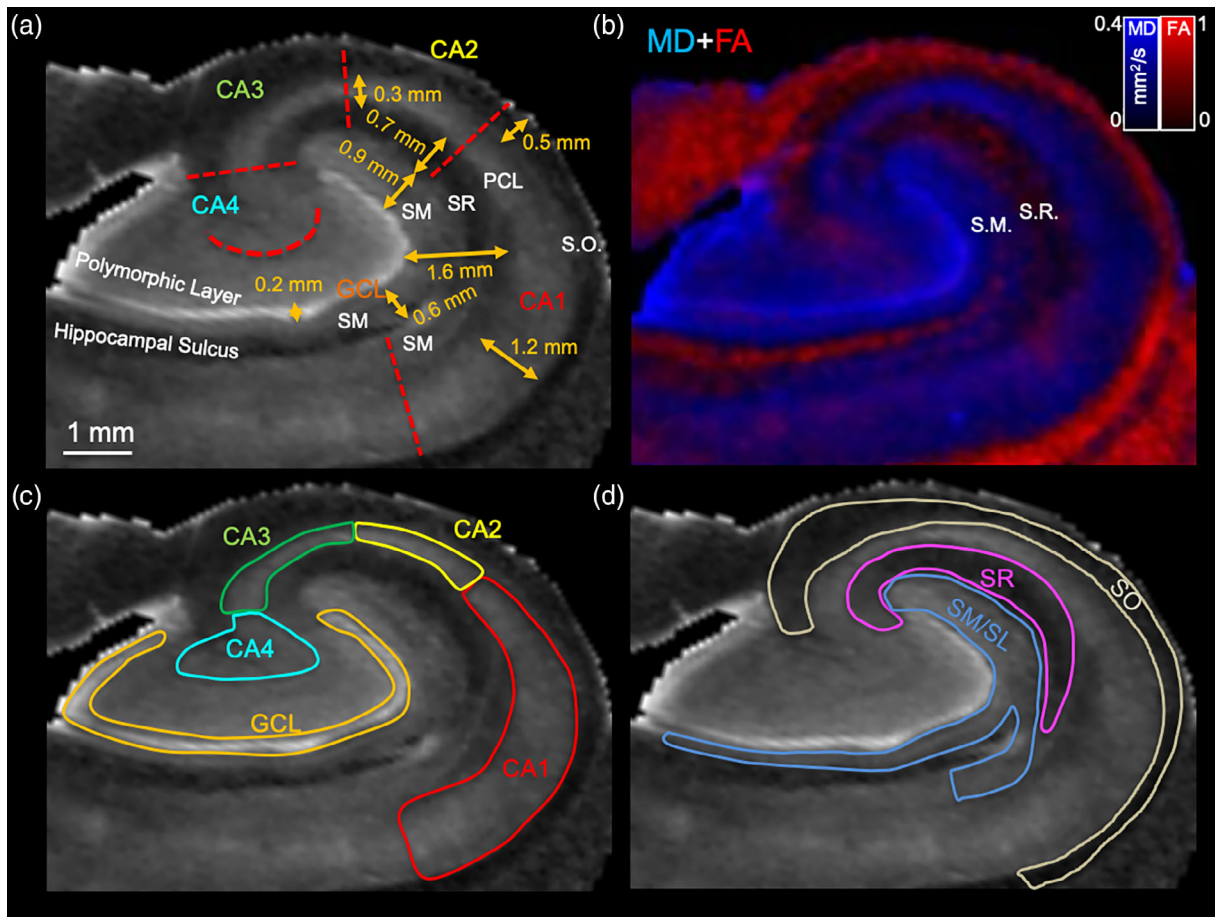 (a)
CA2
CA3
0.3 mm
0.7 mm
0.5 mm
0.9 mm
PCL
CA4
SM
SR
S.O.
Polymorphic Layer
0.2 mm
1.6 mm
GCL
0.6 mm
CA1
SM
SM
Hippocampal Sulcus
1.2 mm
1 mm
(b)
MD+FA
0.4
MD
FA
1
mm²/s
0
0
S.M.
S.R.
(c)
CA3
CA2
CA4
GCL
CA1
(d)
SR
SO
SM/SL